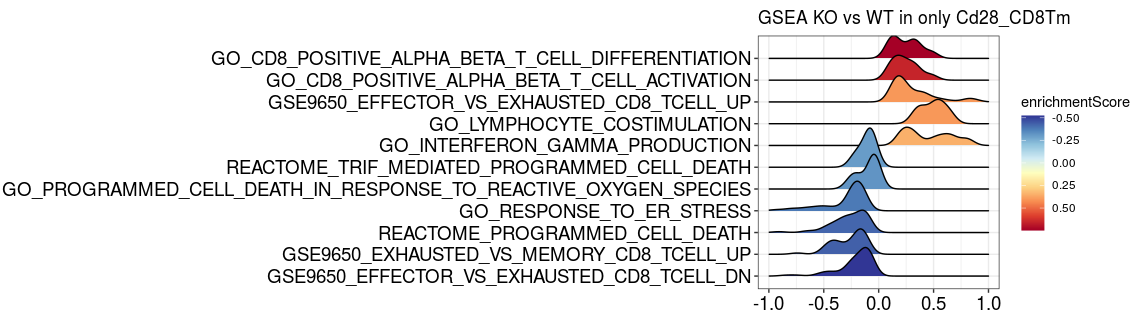 GSEA KO vs WT in only Cd28_CD8Tm
GO_CD8_POSITIVE_ALPHA_BETA_T_CELL_DIFFERENTIATION
GO_CD8_POSITIVE_ALPHA_BETA_T_CELL_ACTIVATION
GSE9650_EFFECTOR_VS_EXHAUSTED_CD8_TCELL_UP
GO_LYMPHOCYTE_COSTIMULATION
GO_INTERFERON_GAMMA_PRODUCTION
REACTOME_TRIF_MEDIATED_PROGRAMMED_CELL_DEATH
GO_PROGRAMMED_CELL_DEATH_IN_RESPONSE_TO_REACTIVE_OXYGEN_SPECIES
GO_RESPONSE_TO_ER_STRESS
REACTOME_PROGRAMMED_CELL_DEATH
GSE9650_EXHAUSTED_VS_MEMORY_CD8_TCELL_UP
GSE9650_EFFECTOR_VS_EXHAUSTED_CD8_TCELL_DN
-1.0 -0.5 0.0 0.5 1.0
enrichmentScore
-0.50
-0.25
0.00
0.25
0.50